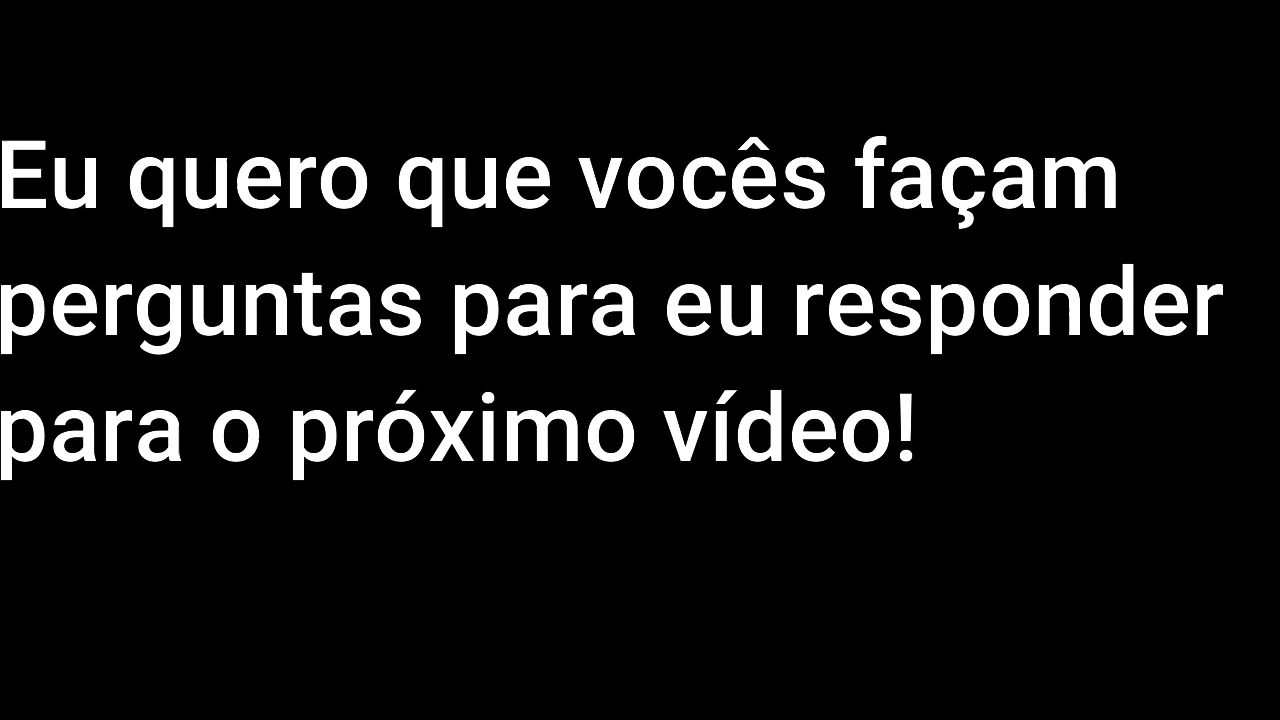 Eu quero que vocês façam
perguntas para eu responder
para o próximo vídeo!